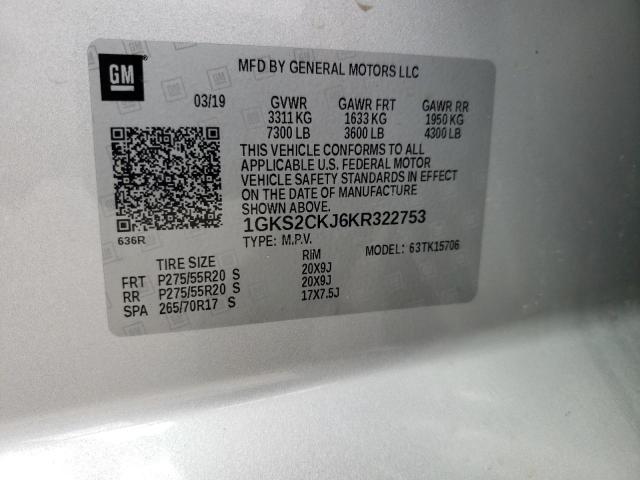 GM
MFD BY GENERAL MOTORS LLC
03/19 GVWR GAWR FRT GAWR RR
3311 KG 1633 KG 1950 KG
7300 LB 3600 LB 4300 LB
THIS VEHICLE CONFORMS TO ALL
APPLICABLE U.S. FEDERAL MOTOR
VEHICLE SAFETY STANDARDS IN EFFECT
ON THE DATE OF MANUFACTURE
SHOWN ABOVE.
1GKS2CKJ6KR322753
636R
TYPE: M.P.V. MODEL: 63TK15706
TIRE SIZE RiM
FRT P275/55R20 S 20X9J
RR P275/55R20 S 20X9J
SPA 265/70R17 S 17X7.5J